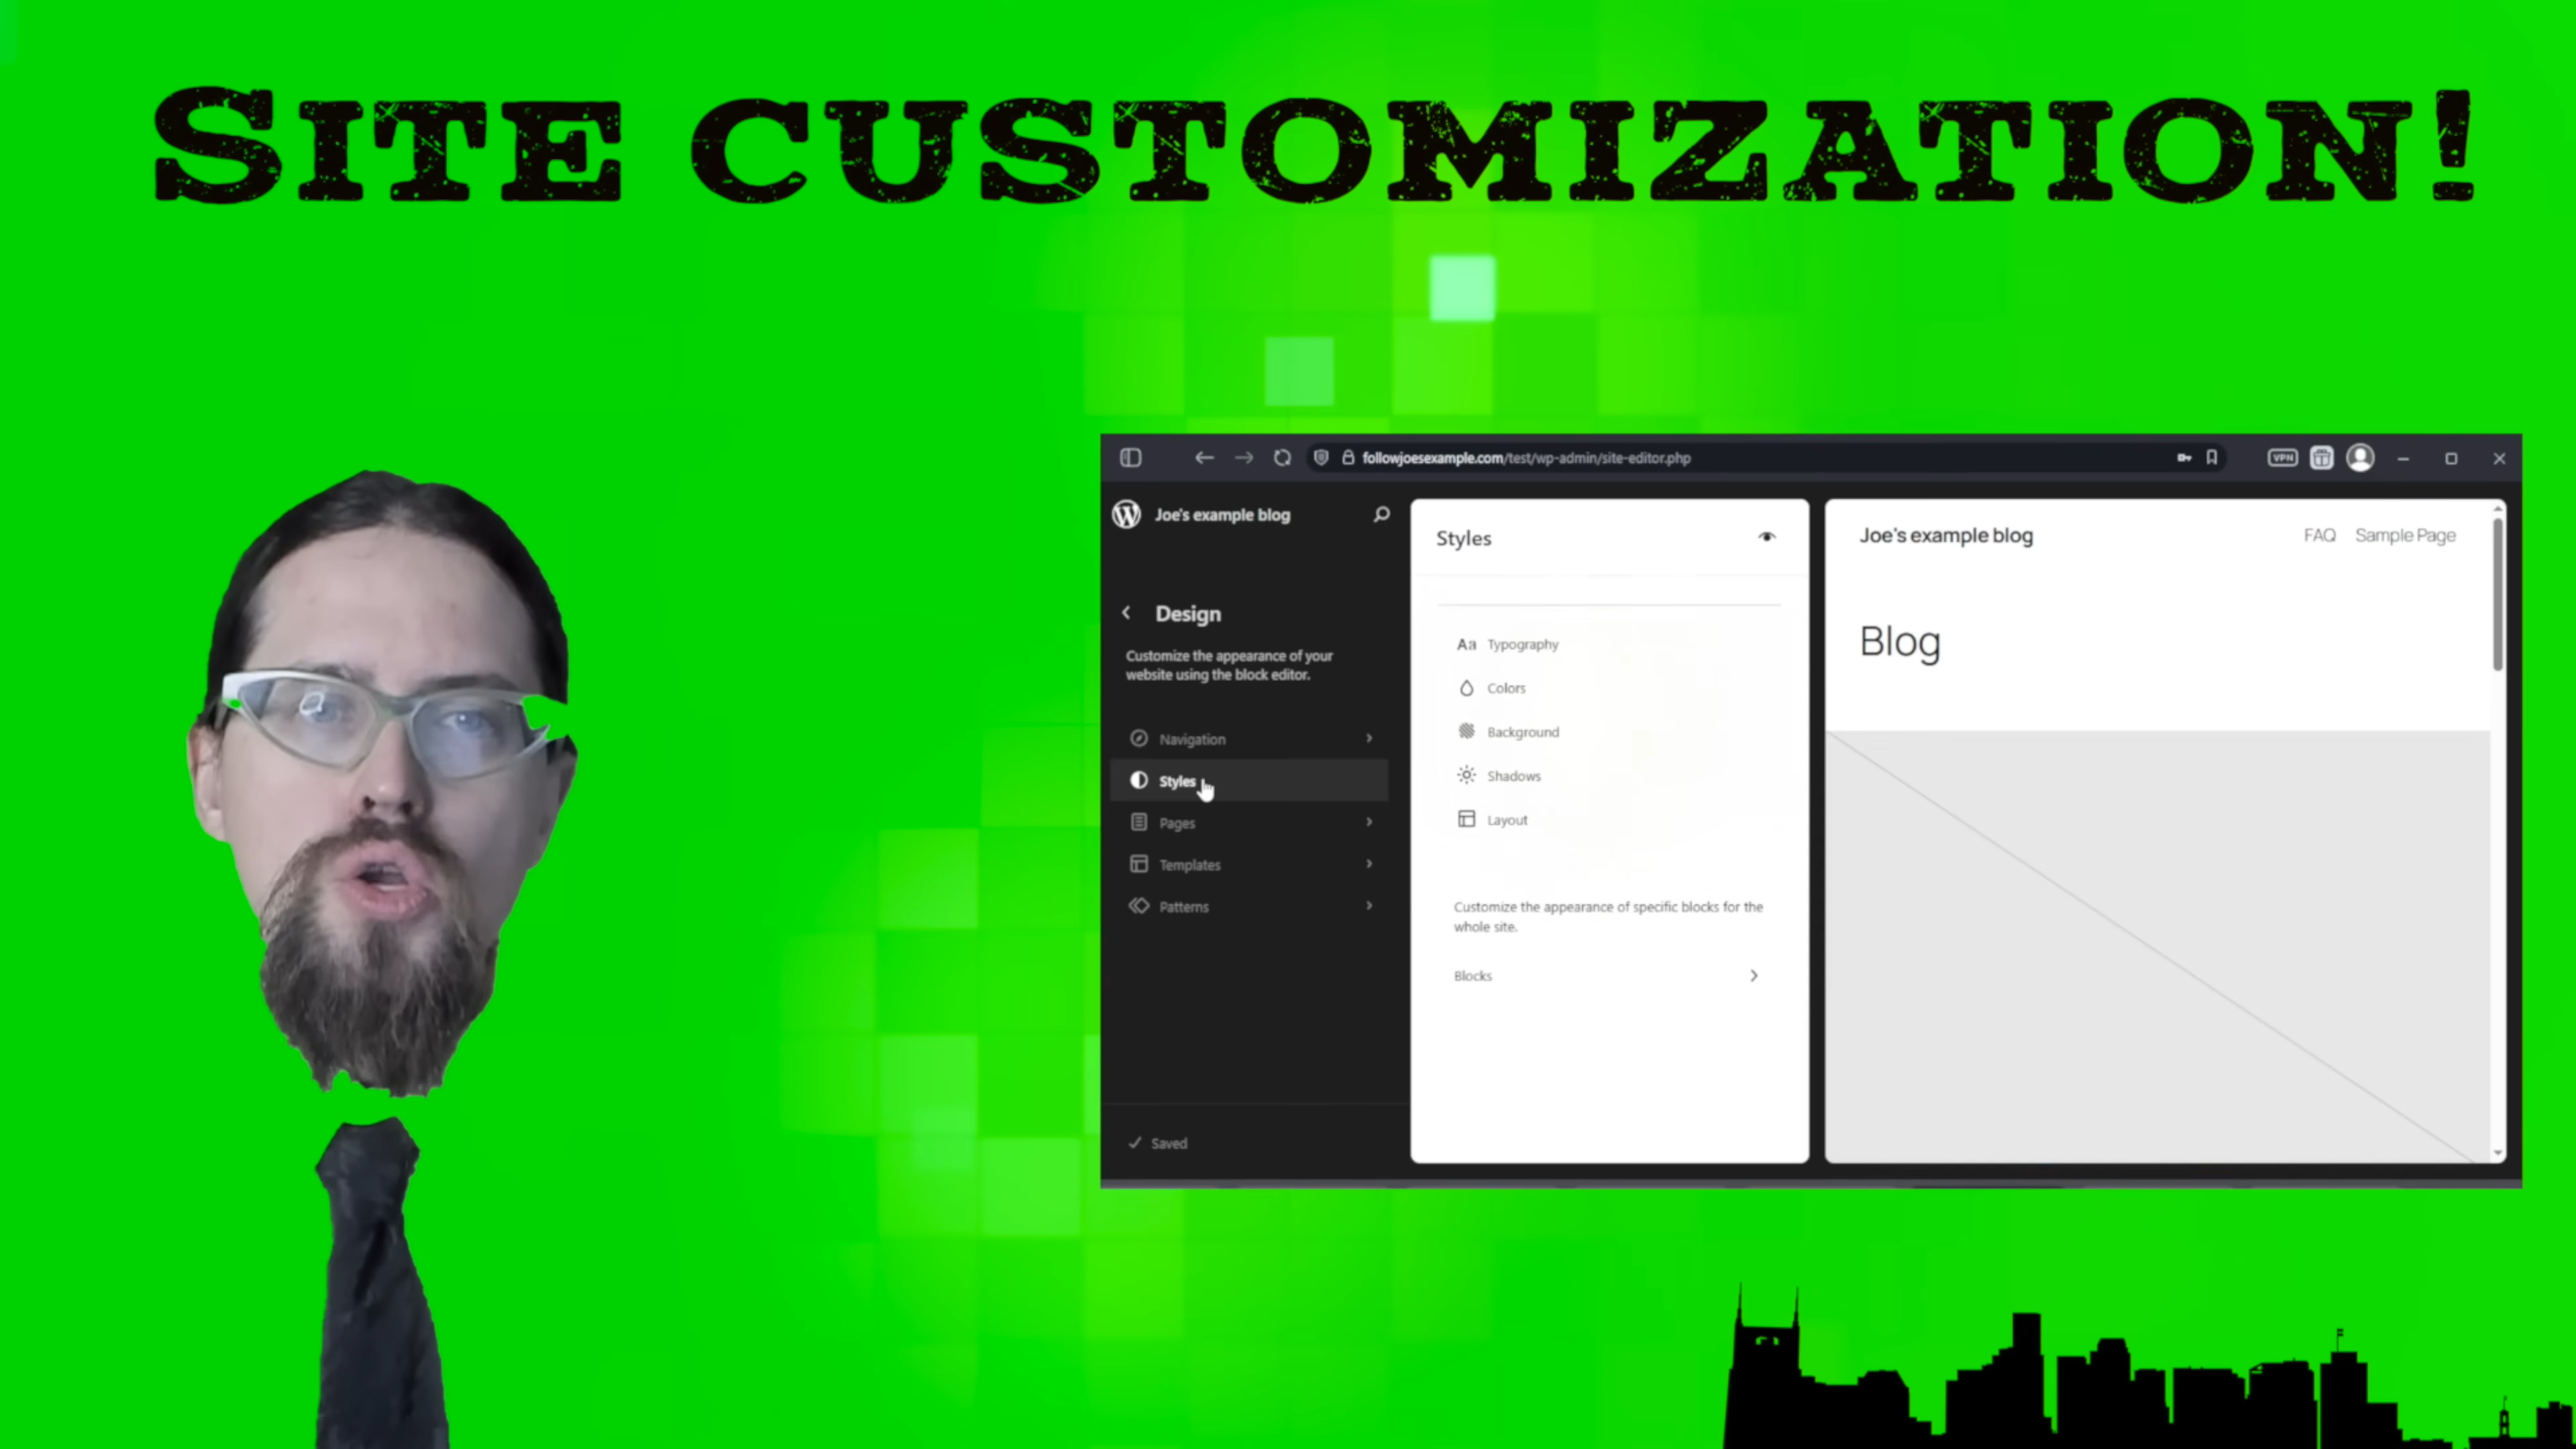 SITE CUSTOMIZATION!
followjoesexample.com/test/wp-admin/site-editor.php
VPN
Joe's example blog
Design
Customize the appearance of your
website using the block editor.
Navigation
Styles
Pages
Templates
Patterns
Saved
Styles
Aa Typography
Colors
Background
Shadows
Layout
Customize the appearance of specific blocks for the
whole site.
Blocks
Joe's example blog
FAQ Sample Page
Blog